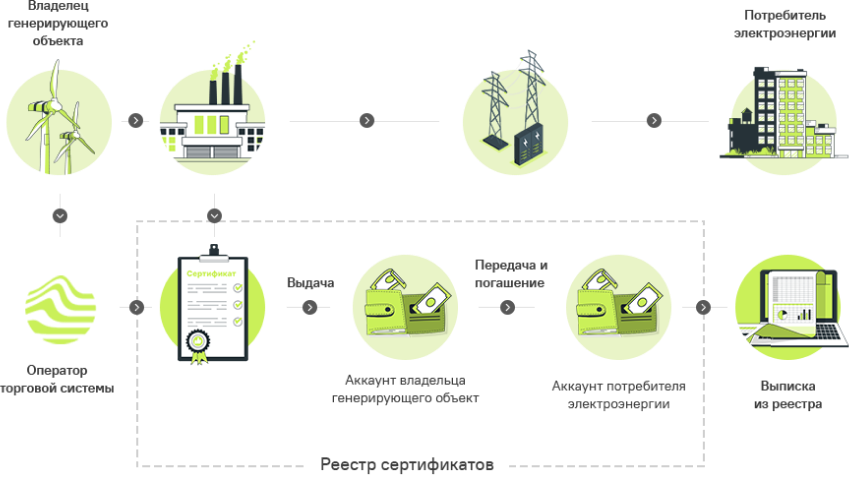 Владелец
генерирующего
объекта
Потребитель
электроэнергии
Сертификат
Выдача
Передача и
погашение
Оператор
торговой системы
Аккаунт владельца
генерирующего объект
Аккаунт потребителя
электроэнергии
Выписка
из реестра
Реестр сертификатов